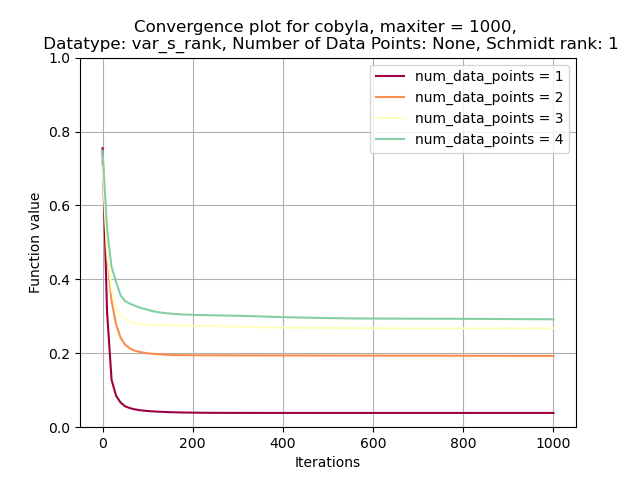 Convergence plot for cobyla, maxiter = 1000,
Datatype: var_s_rank, Number of Data Points: None, Schmidt rank: 1
1.0
0.8
0.6
0.4
0.2
0.0
Function value
num_data_points = 1
num_data_points = 2
num_data_points = 3
num_data_points = 4
0 200 400 600 800 1000
Iterations